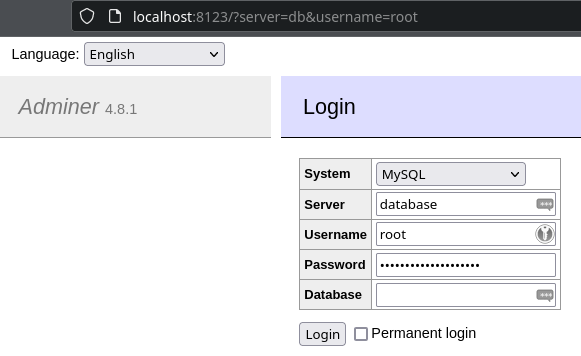 localhost:8123/?server=db&username=root
Language: English
Adminer 4.8.1
Login
System MySQL
Server database
Username root
Password ••••••••••••••••••••
Database
Login Permanent login